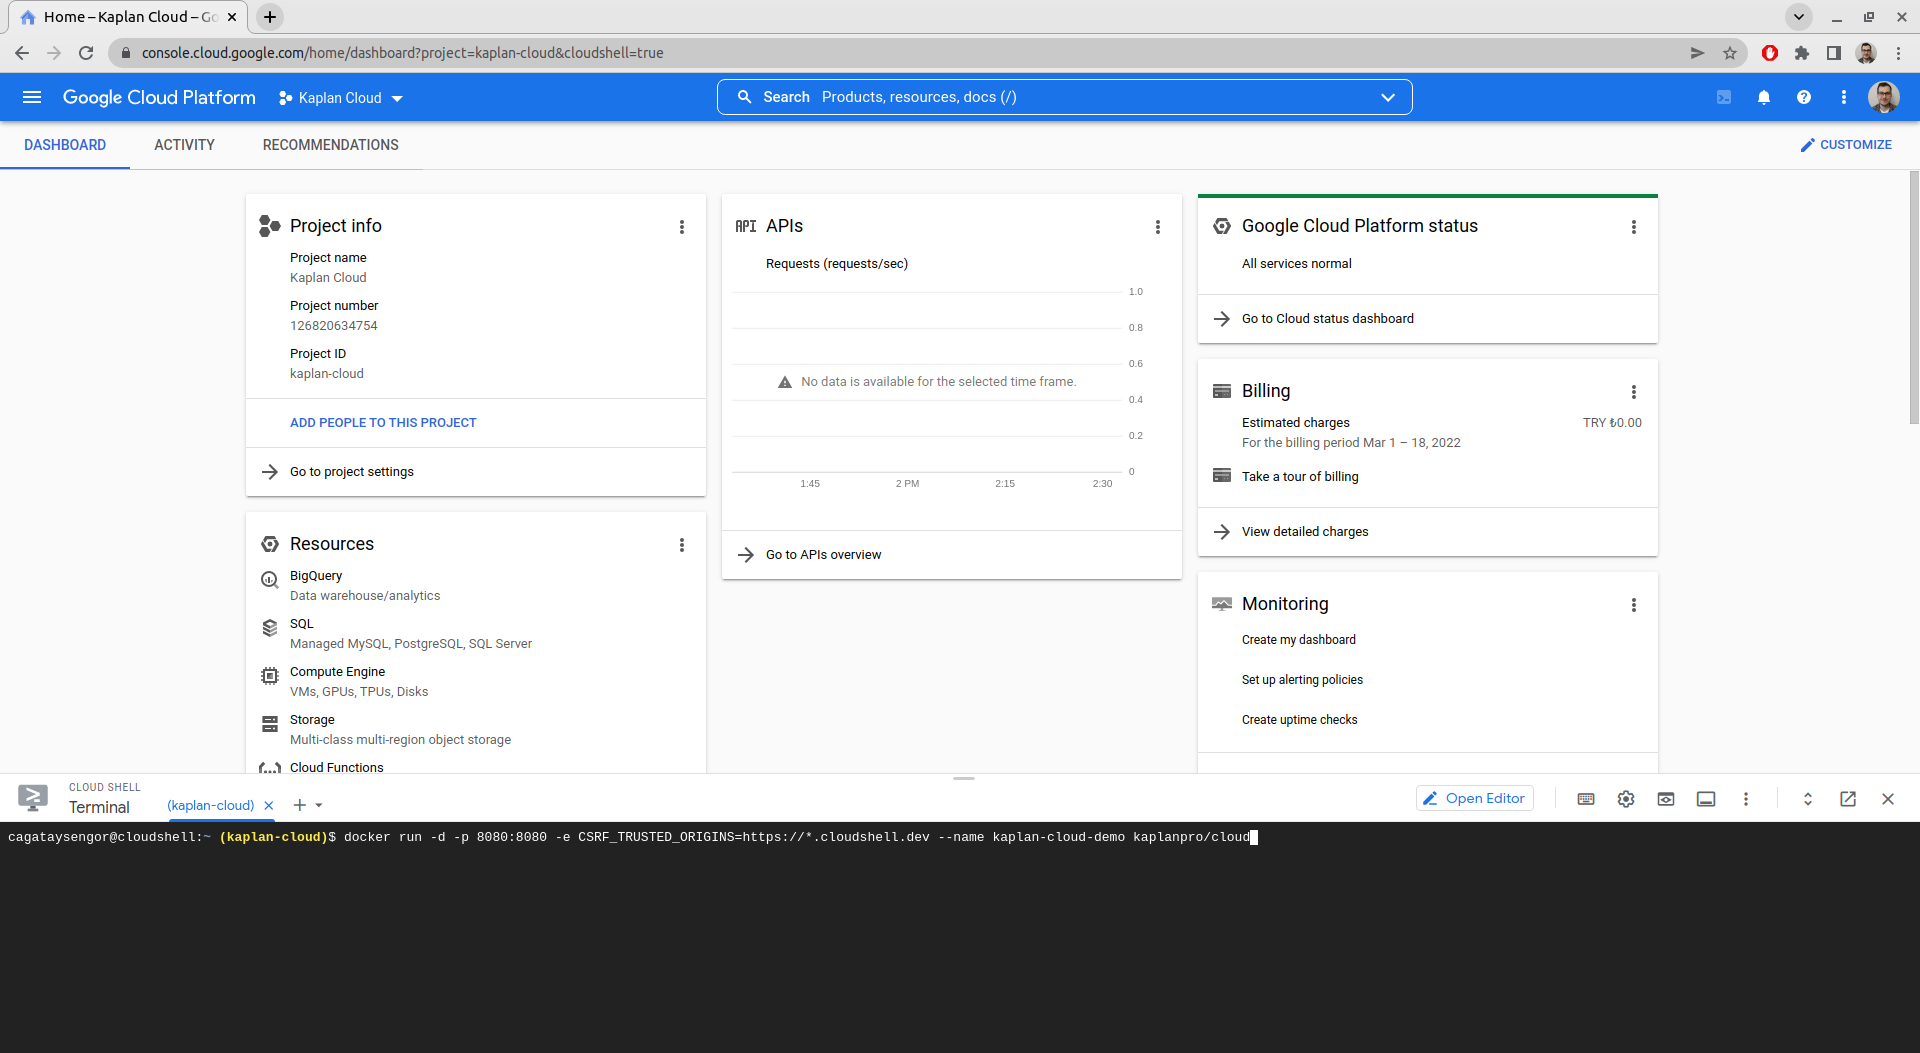 Home – Kaplan Cloud – Go
console.cloud.google.com/home/dashboard?project=kaplan-cloud&cloudshell=true
Google Cloud Platform
Kaplan Cloud
Search Products, resources, docs (/)
DASHBOARD
ACTIVITY
RECOMMENDATIONS
CUSTOMIZE
Project info
Project name
Kaplan Cloud
Project number
126820634754
Project ID
kaplan-cloud
ADD PEOPLE TO THIS PROJECT
Go to project settings
Resources
BigQuery
Data warehouse/analytics
SQL
Managed MySQL, PostgreSQL, SQL Server
Compute Engine
VMs, GPUs, TPUs, Disks
Storage
Multi-class multi-region object storage
Cloud Functions
API APIs
Requests (requests/sec)
1.0
0.8
0.6
No data is available for the selected time frame.
0.4
0.2
0
1:45
2 PM
2:15
2:30
Go to APIs overview
Google Cloud Platform status
All services normal
Go to Cloud status dashboard
Billing
Estimated charges
TRY ₺0.00
For the billing period Mar 1 – 18, 2022
Take a tour of billing
View detailed charges
Monitoring
Create my dashboard
Set up alerting policies
Create uptime checks
CLOUD SHELL
Terminal
(kaplan-cloud)
Open Editor
cagataysengor@cloudshell:~ (kaplan-cloud)$ docker run -d -p 8080:8080 -e CSRF_TRUSTED_ORIGINS=https://*.cloudshell.dev --name kaplan-cloud-demo kaplanpro/cloud